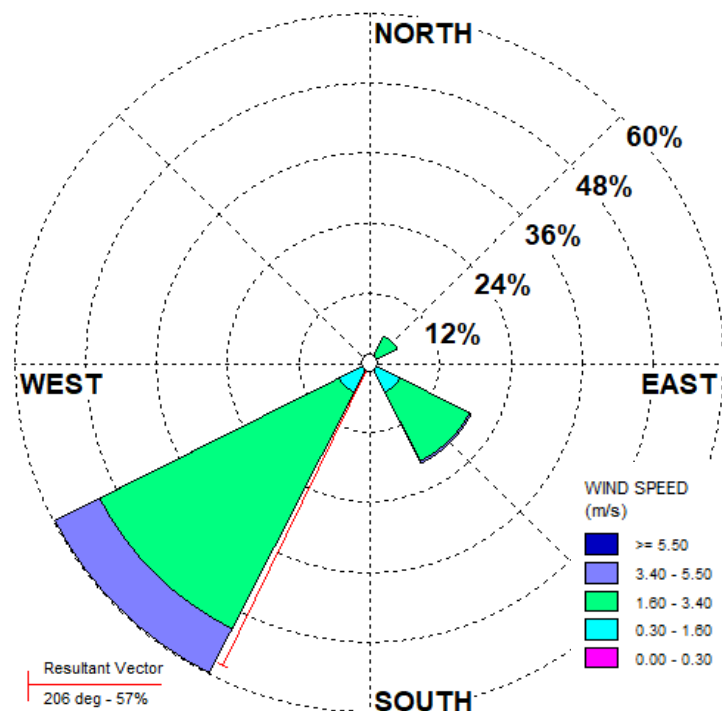 NORTH
60%
48%
36%
24%
12%
WEST
EAST
WIND SPEED
(m/s)
>= 5.50
3.40 - 5.50
1.60 - 3.40
0.30 - 1.60
0.00 - 0.30
Resultant Vector
206 deg - 57%
SOUTH